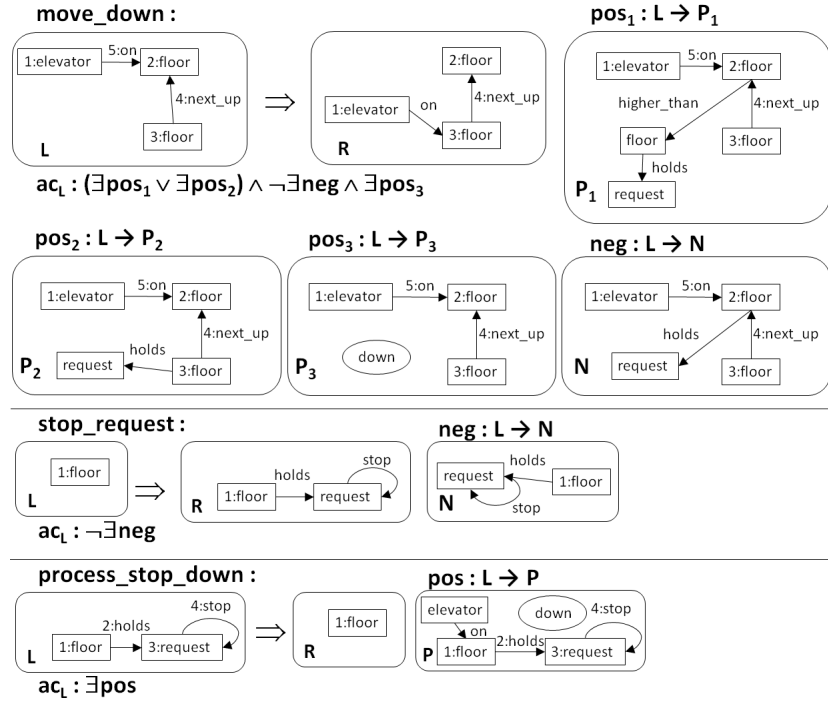 move_down :
1:elevator 5:on 2:floor
4:next_up
3:floor
L
⇒
2:floor
1:elevator on 4:next_up
3:floor
R
ac_L : (∃pos₁ ∨ ∃pos₂) ∧ ¬∃neg ∧ ∃pos₃
pos₁ : L → P₁
1:elevator 5:on 2:floor
higher_than 4:next_up
floor 3:floor
holds
request
P₁
pos₂ : L → P₂
1:elevator 5:on 2:floor
4:next_up
holds
request 3:floor
P₂
pos₃ : L → P₃
1:elevator 5:on 2:floor
4:next_up
down 3:floor
P₃
neg : L → N
1:elevator 5:on 2:floor
holds 4:next_up
request 3:floor
N
stop_request :
1:floor
L
⇒
holds stop
1:floor request
R
ac_L : ¬∃neg
neg : L → N
request holds 1:floor
stop
N
process_stop_down :
4:stop
2:holds
1:floor 3:request
L
⇒
1:floor
R
ac_L : ∃pos
pos : L → P
elevator down 4:stop
on 2:holds
1:floor 3:request
P